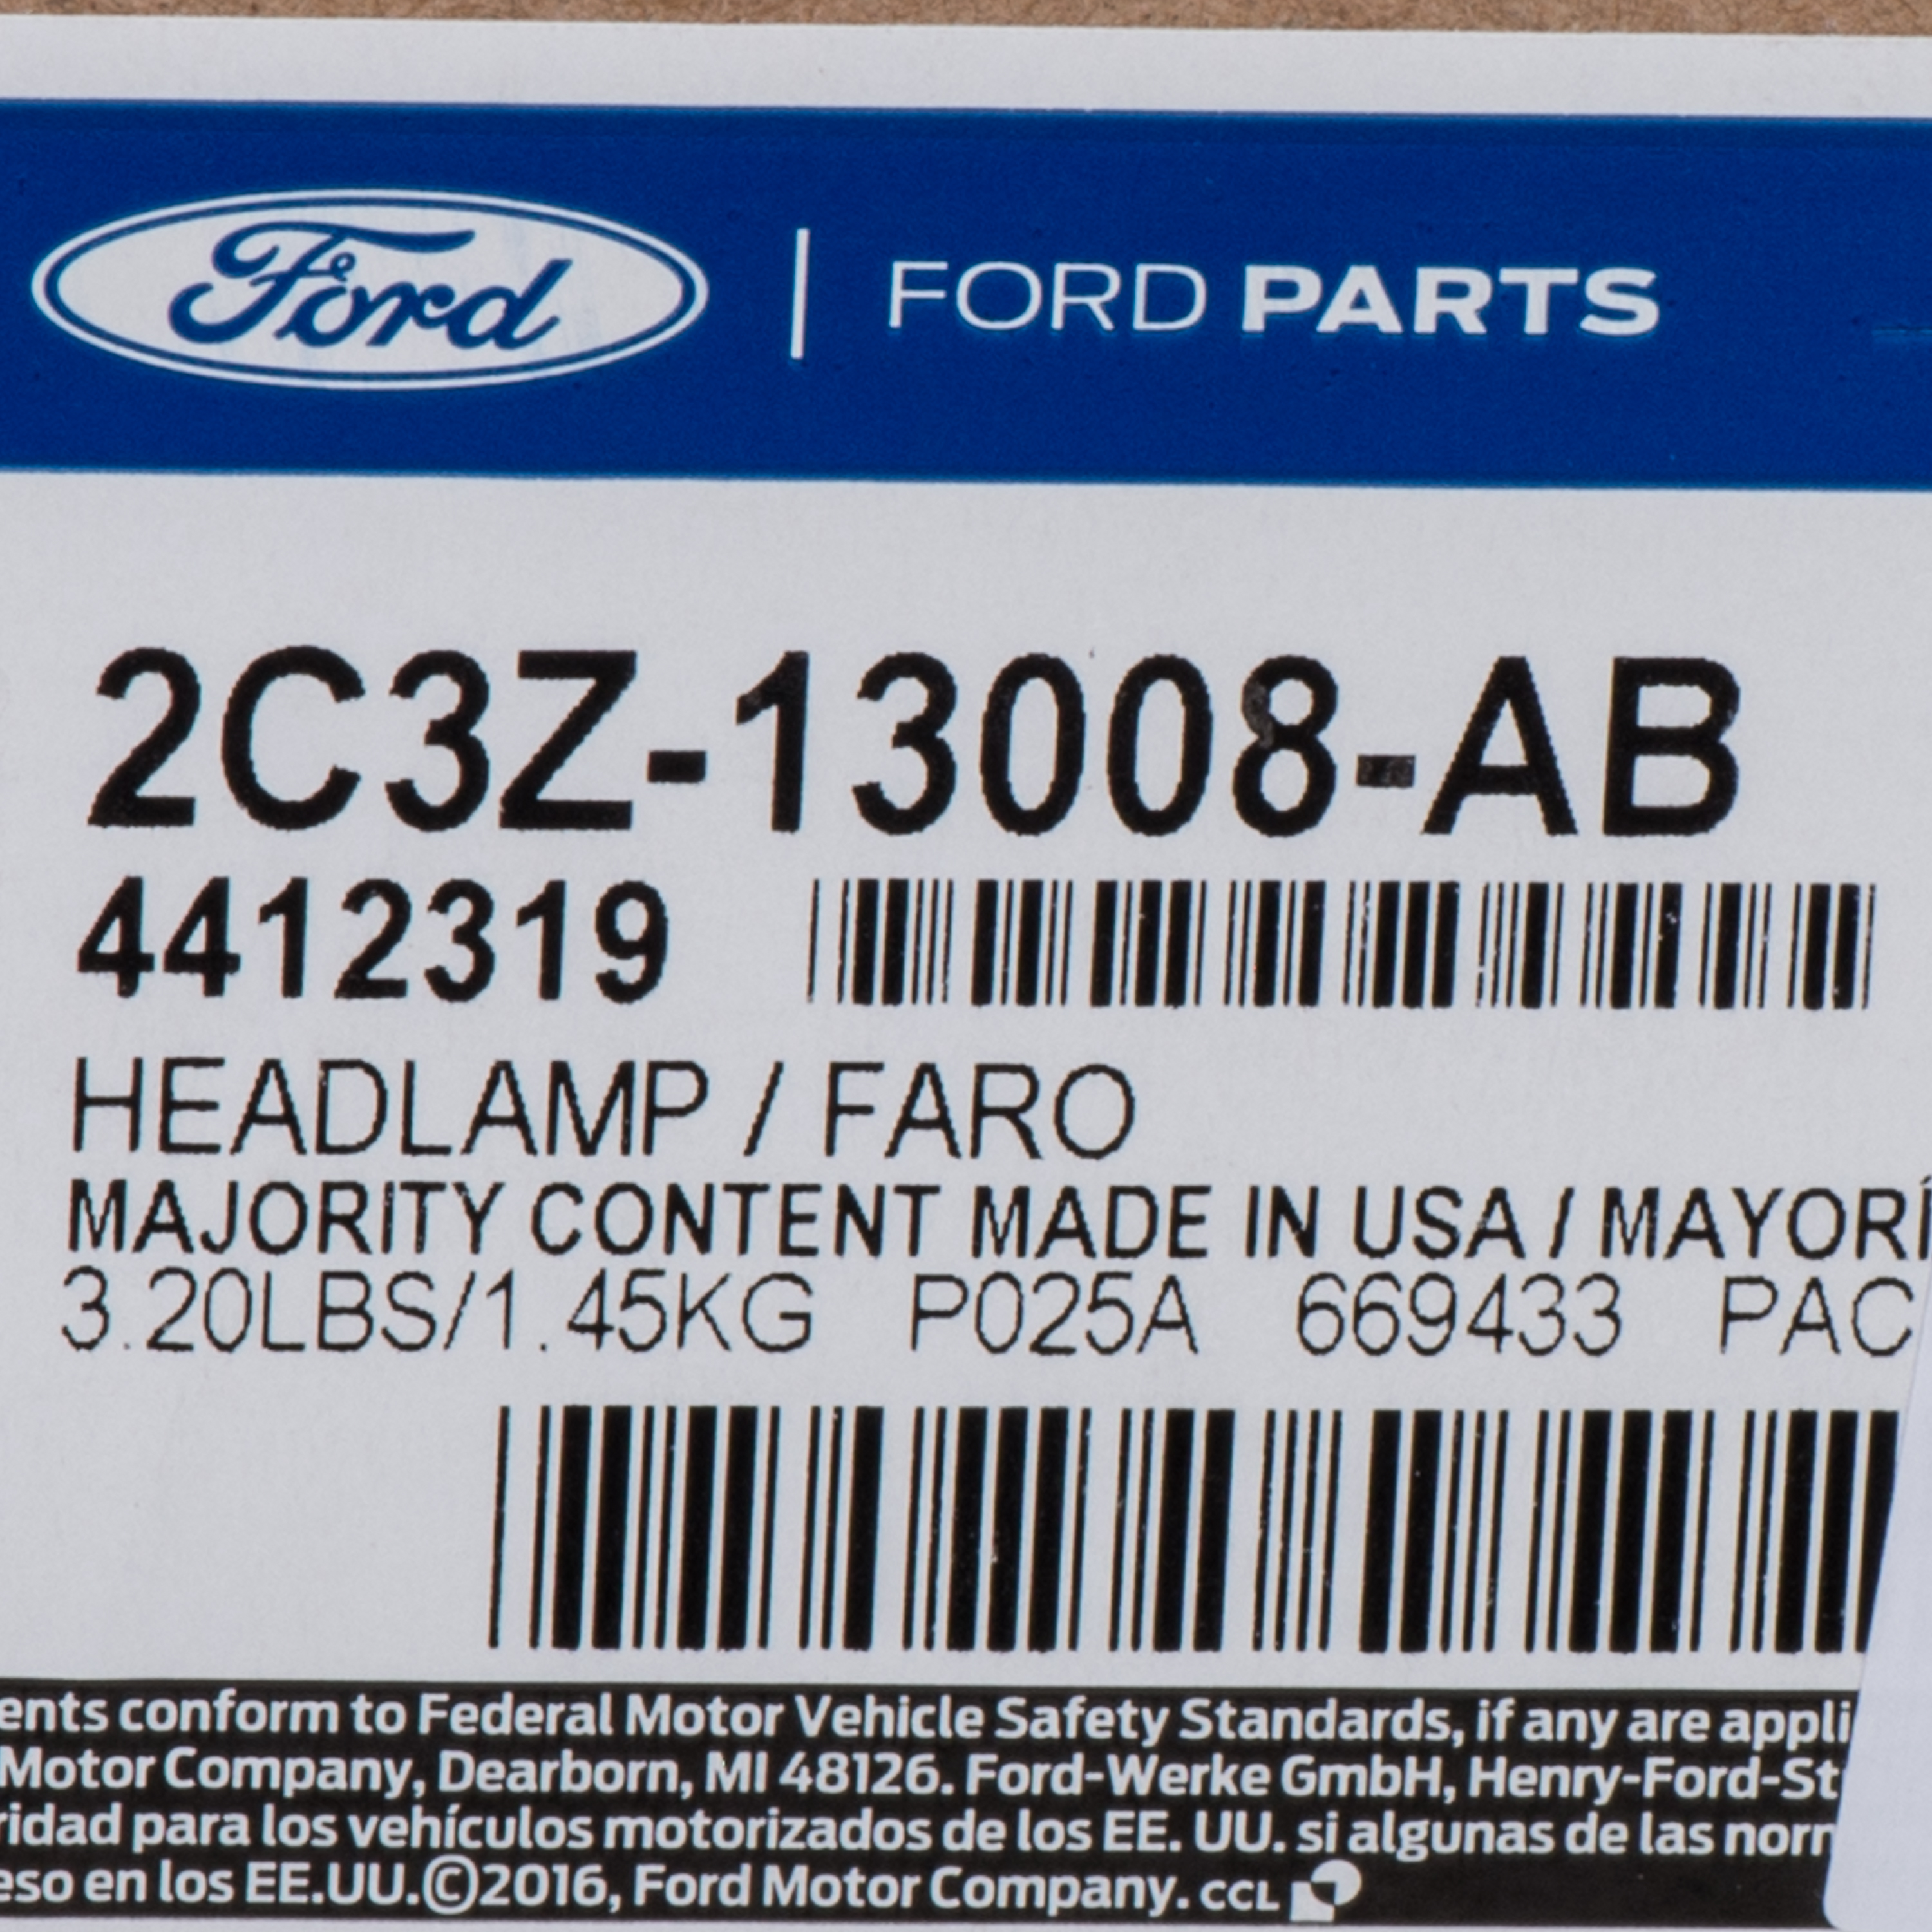 Ford | FORD PARTS
2C3Z-13008-AB
4412319
HEADLAMP / FARO
MAJORITY CONTENT MADE IN USA / MAYORÍ
3.20LBS/1.45KG P025A 669433 PAC
ents conform to Federal Motor Vehicle Safety Standards, if any are appli
Motor Company, Dearborn, MI 48126. Ford-Werke GmbH, Henry-Ford-St
ridad para los vehículos motorizados de los EE. UU. si algunas de las nor
eso en los EE.UU.©2016, Ford Motor Company. CCL